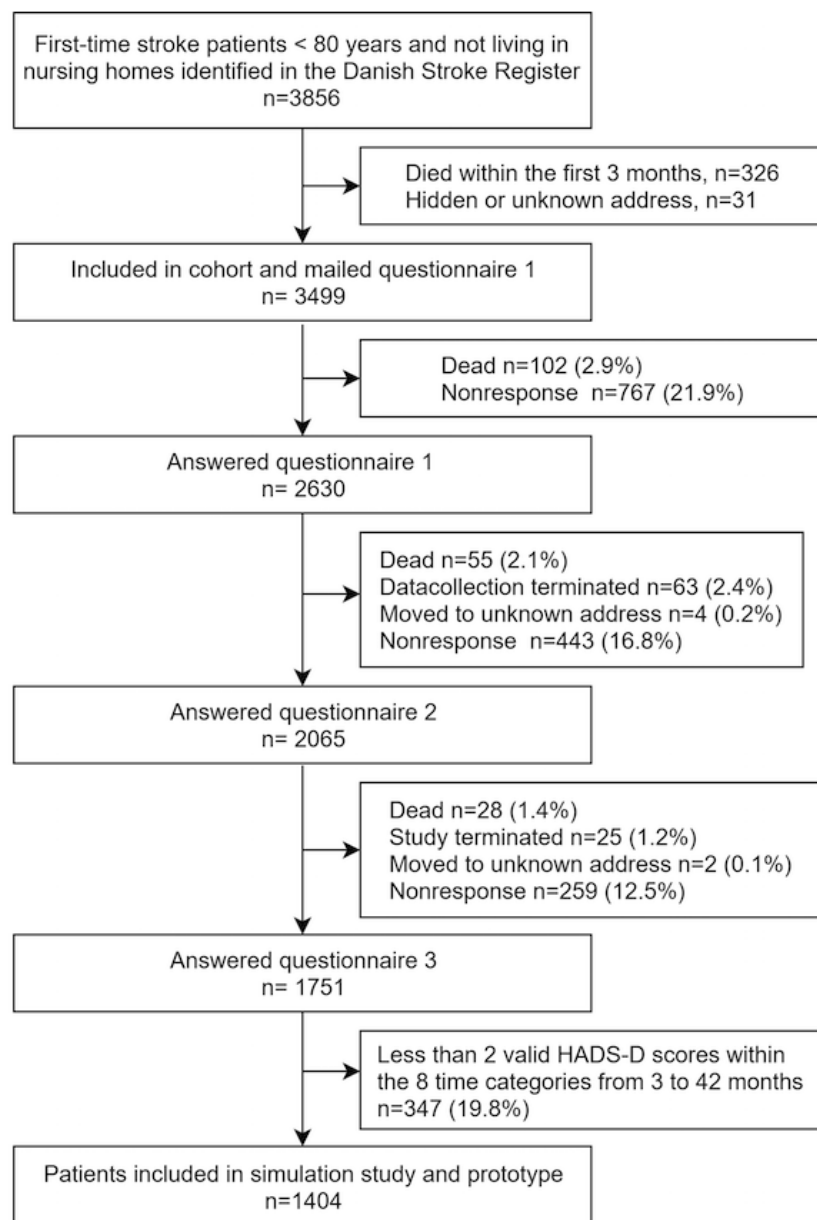 First-time stroke patients < 80 years and not living in
nursing homes identified in the Danish Stroke Register
n=3856
Died within the first 3 months, n=326
Hidden or unknown address, n=31
Included in cohort and mailed questionnaire 1
n= 3499
Dead n=102 (2.9%)
Nonresponse  n=767 (21.9%)
Answered questionnaire 1
n= 2630
Dead n=55 (2.1%)
Datacollection terminated n=63 (2.4%)
Moved to unknown address n=4 (0.2%)
Nonresponse  n=443 (16.8%)
Answered questionnaire 2
n= 2065
Dead n=28 (1.4%)
Study terminated n=25 (1.2%)
Moved to unknown address n=2 (0.1%)
Nonresponse n=259 (12.5%)
Answered questionnaire 3
n= 1751
Less than 2 valid HADS-D scores within
the 8 time categories from 3 to 42 months
n=347 (19.8%)
Patients included in simulation study and prototype
n=1404